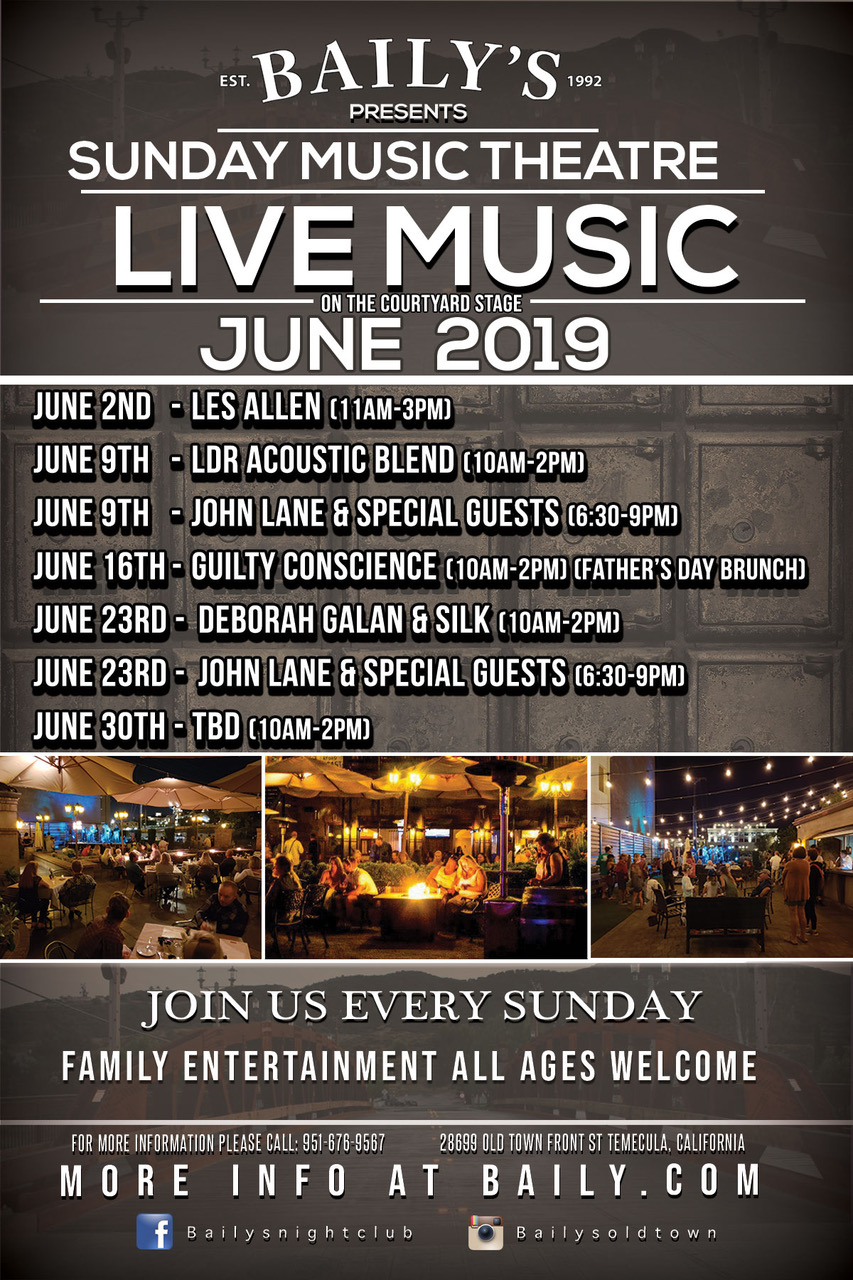 EST. BAILY'S 1992
PRESENTS
SUNDAY MUSIC THEATRE
LIVE MUSIC
ON THE COURTYARD STAGE
JUNE 2019
JUNE 2ND - LES ALLEN (11AM-3PM)
JUNE 9TH - LDR ACOUSTIC BLEND (10AM-2PM)
JUNE 9TH - JOHN LANE & SPECIAL GUESTS (6:30-9PM)
JUNE 16TH - GUILTY CONSCIENCE (10AM-2PM) (FATHER'S DAY BRUNCH)
JUNE 23RD - DEBORAH GALAN & SILK (10AM-2PM)
JUNE 23RD - JOHN LANE & SPECIAL GUESTS (6:30-9PM)
JUNE 30TH - TBD (10AM-2PM)
JOIN US EVERY SUNDAY
FAMILY ENTERTAINMENT ALL AGES WELCOME
FOR MORE INFORMATION PLEASE CALL: 951-676-9567 28699 OLD TOWN FRONT ST TEMECULA, CALIFORNIA
MORE INFO AT BAILY.COM
Bailysnightclub Bailysoldtown